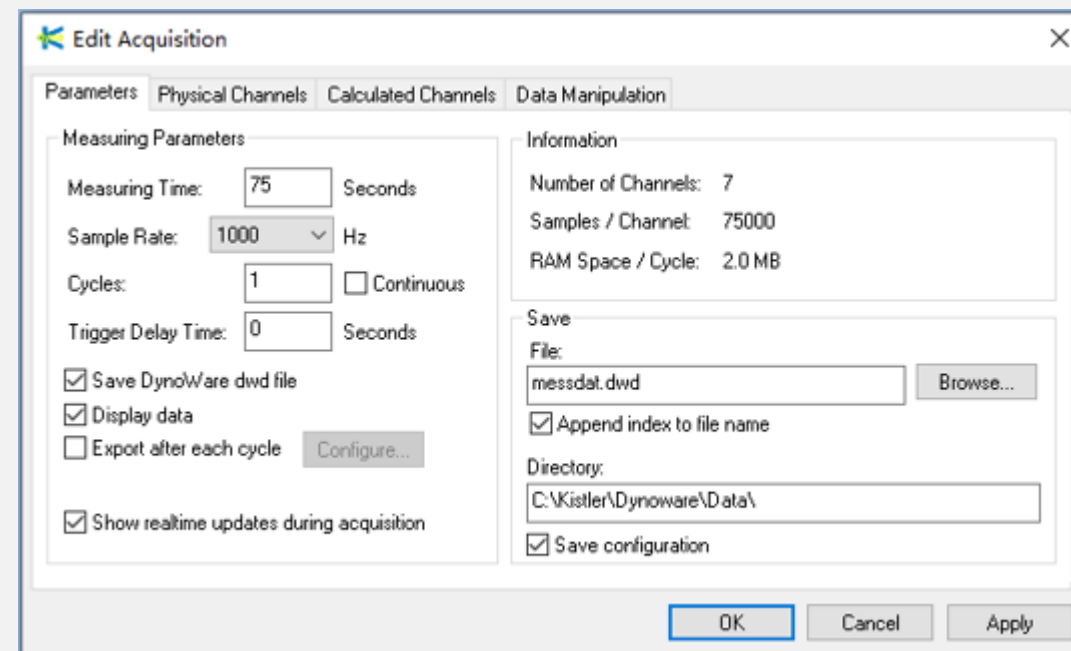 Edit Acquisition
Parameters Physical Channels Calculated Channels Data Manipulation
Measuring Parameters
Measuring Time: 75 Seconds
Sample Rate: 1000 Hz
Cycles: 1 Continuous
Trigger Delay Time: 0 Seconds
Save DynoWare dwd file
Display data
Export after each cycle Configure...
Show realtime updates during acquisition
Information
Number of Channels: 7
Samples / Channel: 75000
RAM Space / Cycle: 2.0 MB
Save
File:
messdat.dwd Browse...
Append index to file name
Directory:
C:\Kistler\Dynoware\Data\
Save configuration
OK Cancel Apply